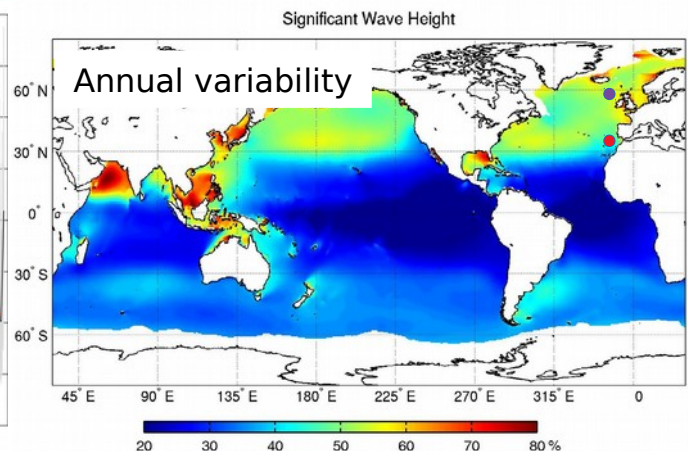 Significant Wave Height
Annual variability
60° N
30° N
0°
30° S
60° S
45° E 90° E 135° E 180° E 225° E 270° E 315° E 0
20 30 40 50 60 70 80 %